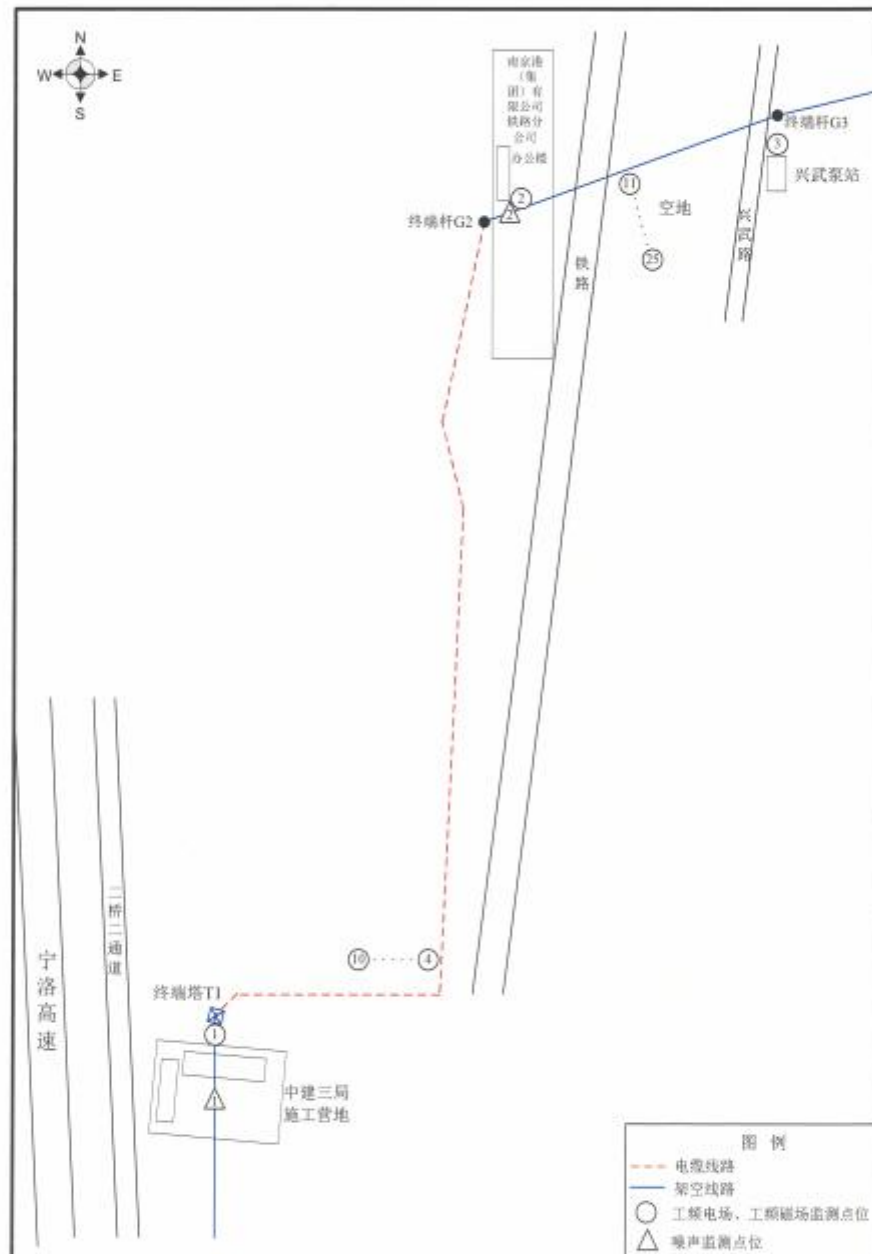 N
W E
S
南京港
（集
团）有
限公司
铁路分
公司
办公楼
终端杆G3
3
兴武泵站
2
2
终端杆G2
11
空地
25
铁路
兴武路
二桥二通道
宁洛高速
10 4
终端塔T1
1
1
中建三局
施工营地
图 例
电缆线路
架空线路
工频电场、工频磁场监测点位
噪声监测点位